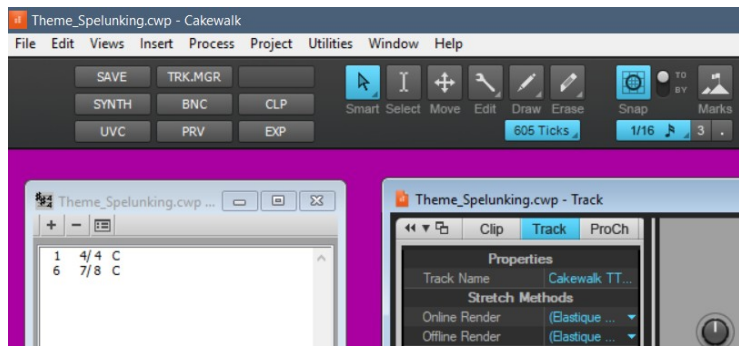 Theme_Spelunking.cwp - Cakewalk
File Edit Views Insert Process Project Utilities Window Help
SAVE TRK.MGR
SYNTH BNC CLP
UVC PRV EXP
Smart Select Move Edit Draw Erase Snap Marks
TO
BY
605 Ticks 1/16 3 .
Theme_Spelunking.cwp ...
1 4/4 C
6 7/8 C
Theme_Spelunking.cwp - Track
Clip Track ProCh
Properties
Track Name Cakewalk TT...
Stretch Methods
Online Render (Elastique ...
Offline Render (Elastique ...